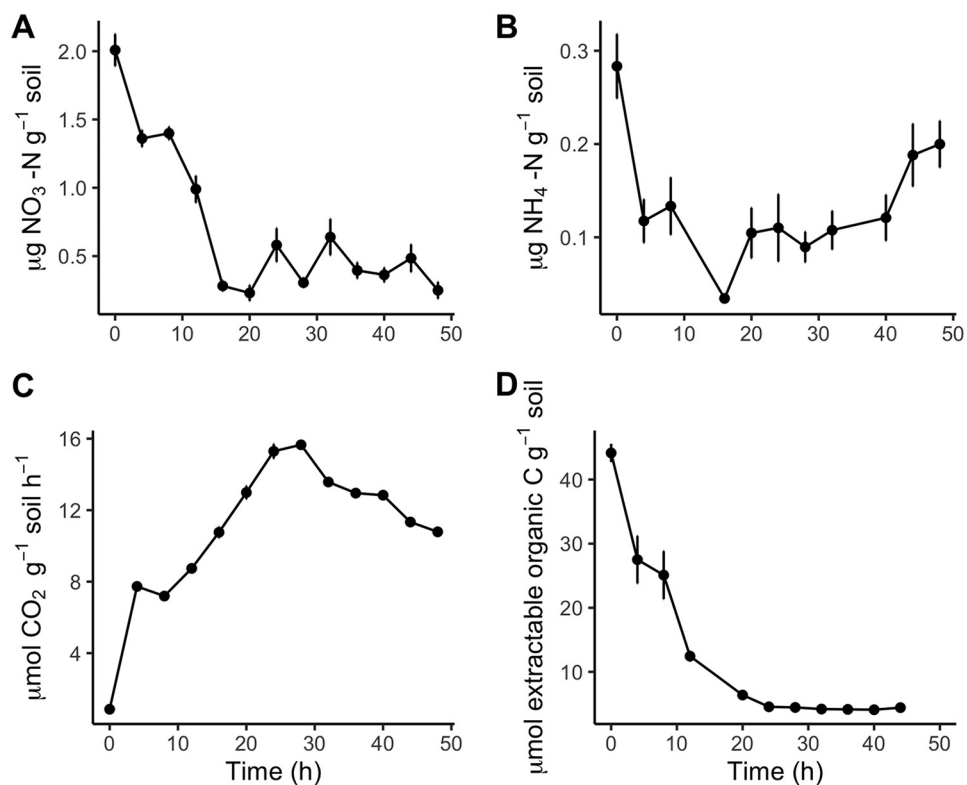 A
µg NO₃ -N g⁻¹ soil
2.0
1.5
1.0
0.5
0 10 20 30 40 50
B
µg NH₄ -N g⁻¹ soil
0.3
0.2
0.1
0 10 20 30 40 50
C
µmol CO₂ g⁻¹ soil h⁻¹
16
12
8
4
0 10 20 30 40 50
Time (h)
D
µmol extractable organic C g⁻¹ soil
40
30
20
10
0 10 20 30 40 50
Time (h)